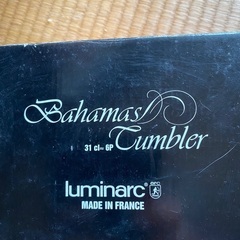 Bahamas
Tumbler
31 cl= 6P
luminarc
MADE IN FRANCE